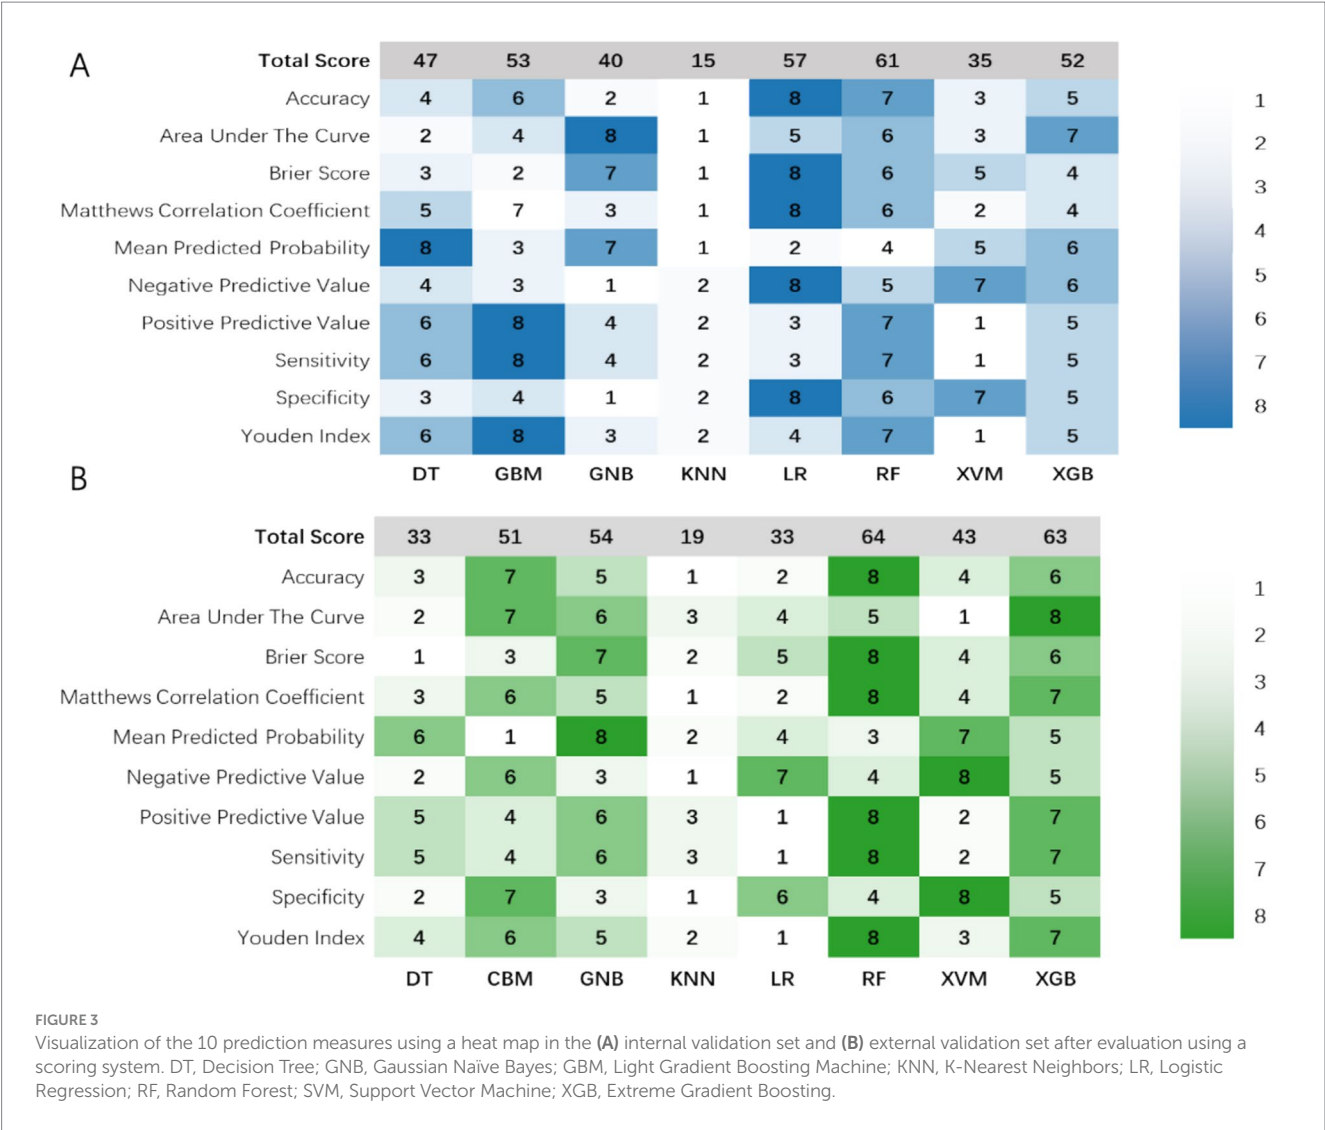 A
Total Score 47 53 40 15 57 61 35 52
Accuracy 4 6 2 1 8 7 3 5
Area Under The Curve 2 4 8 1 5 6 3 7
Brier Score 3 2 7 1 8 6 5 4
Matthews Correlation Coefficient 5 7 3 1 8 6 2 4
Mean Predicted Probability 8 3 7 1 2 4 5 6
Negative Predictive Value 4 3 1 2 8 5 7 6
Positive Predictive Value 6 8 4 2 3 7 1 5
Sensitivity 6 8 4 2 3 7 1 5
Specificity 3 4 1 2 8 6 7 5
Youden Index 6 8 3 2 4 7 1 5
DT GBM GNB KNN LR RF XVM XGB
1
2
3
4
5
6
7
8
B
Total Score 33 51 54 19 33 64 43 63
Accuracy 3 7 5 1 2 8 4 6
Area Under The Curve 2 7 6 3 4 5 1 8
Brier Score 1 3 7 2 5 8 4 6
Matthews Correlation Coefficient 3 6 5 1 2 8 4 7
Mean Predicted Probability 6 1 8 2 4 3 7 5
Negative Predictive Value 2 6 3 1 7 4 8 5
Positive Predictive Value 5 4 6 3 1 8 2 7
Sensitivity 5 4 6 3 1 8 2 7
Specificity 2 7 3 1 6 4 8 5
Youden Index 4 6 5 2 1 8 3 7
DT CBM GNB KNN LR RF XVM XGB
1
2
3
4
5
6
7
8
FIGURE 3
Visualization of the 10 prediction measures using a heat map in the (A) internal validation set and (B) external validation set after evaluation using a
scoring system. DT, Decision Tree; GNB, Gaussian Naïve Bayes; GBM, Light Gradient Boosting Machine; KNN, K-Nearest Neighbors; LR, Logistic
Regression; RF, Random Forest; SVM, Support Vector Machine; XGB, Extreme Gradient Boosting.